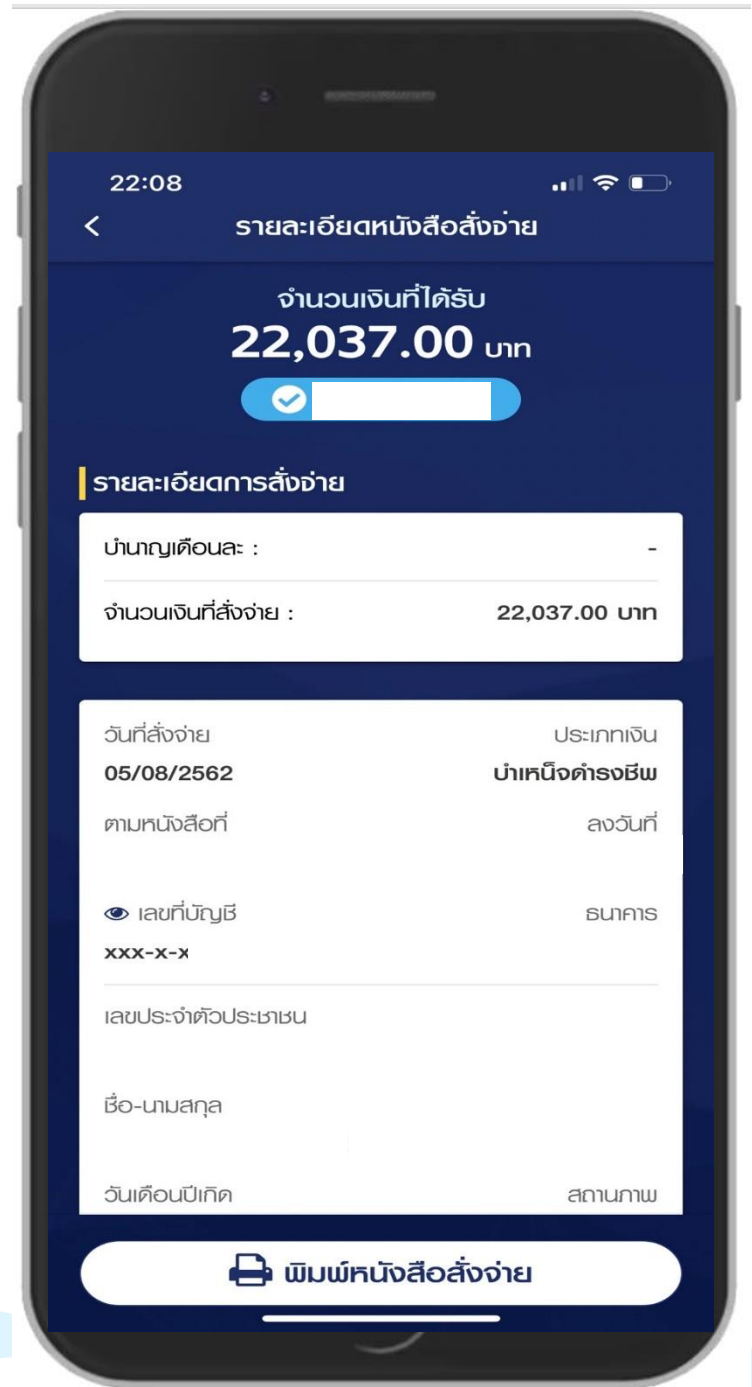 22:08
รายละเอียดหนังสือสั่งจ่าย
จำนวนเงินที่ได้รับ
22,037.00 บาท
รายละเอียดการสั่งจ่าย
บำนาญเดือนละ : -
จำนวนเงินที่สั่งจ่าย : 22,037.00 บาท
วันที่สั่งจ่าย ประเภทเงิน
05/08/2562 บำเหน็จดำรงชีพ
ตามหนังสือที่ ลงวันที่
เลขที่บัญชี ธนาคาร
xxx-x-x
เลขประจำตัวประชาชน
ชื่อ-นามสกุล
วันเดือนปีเกิด สถานภาพ
พิมพ์หนังสือสั่งจ่าย